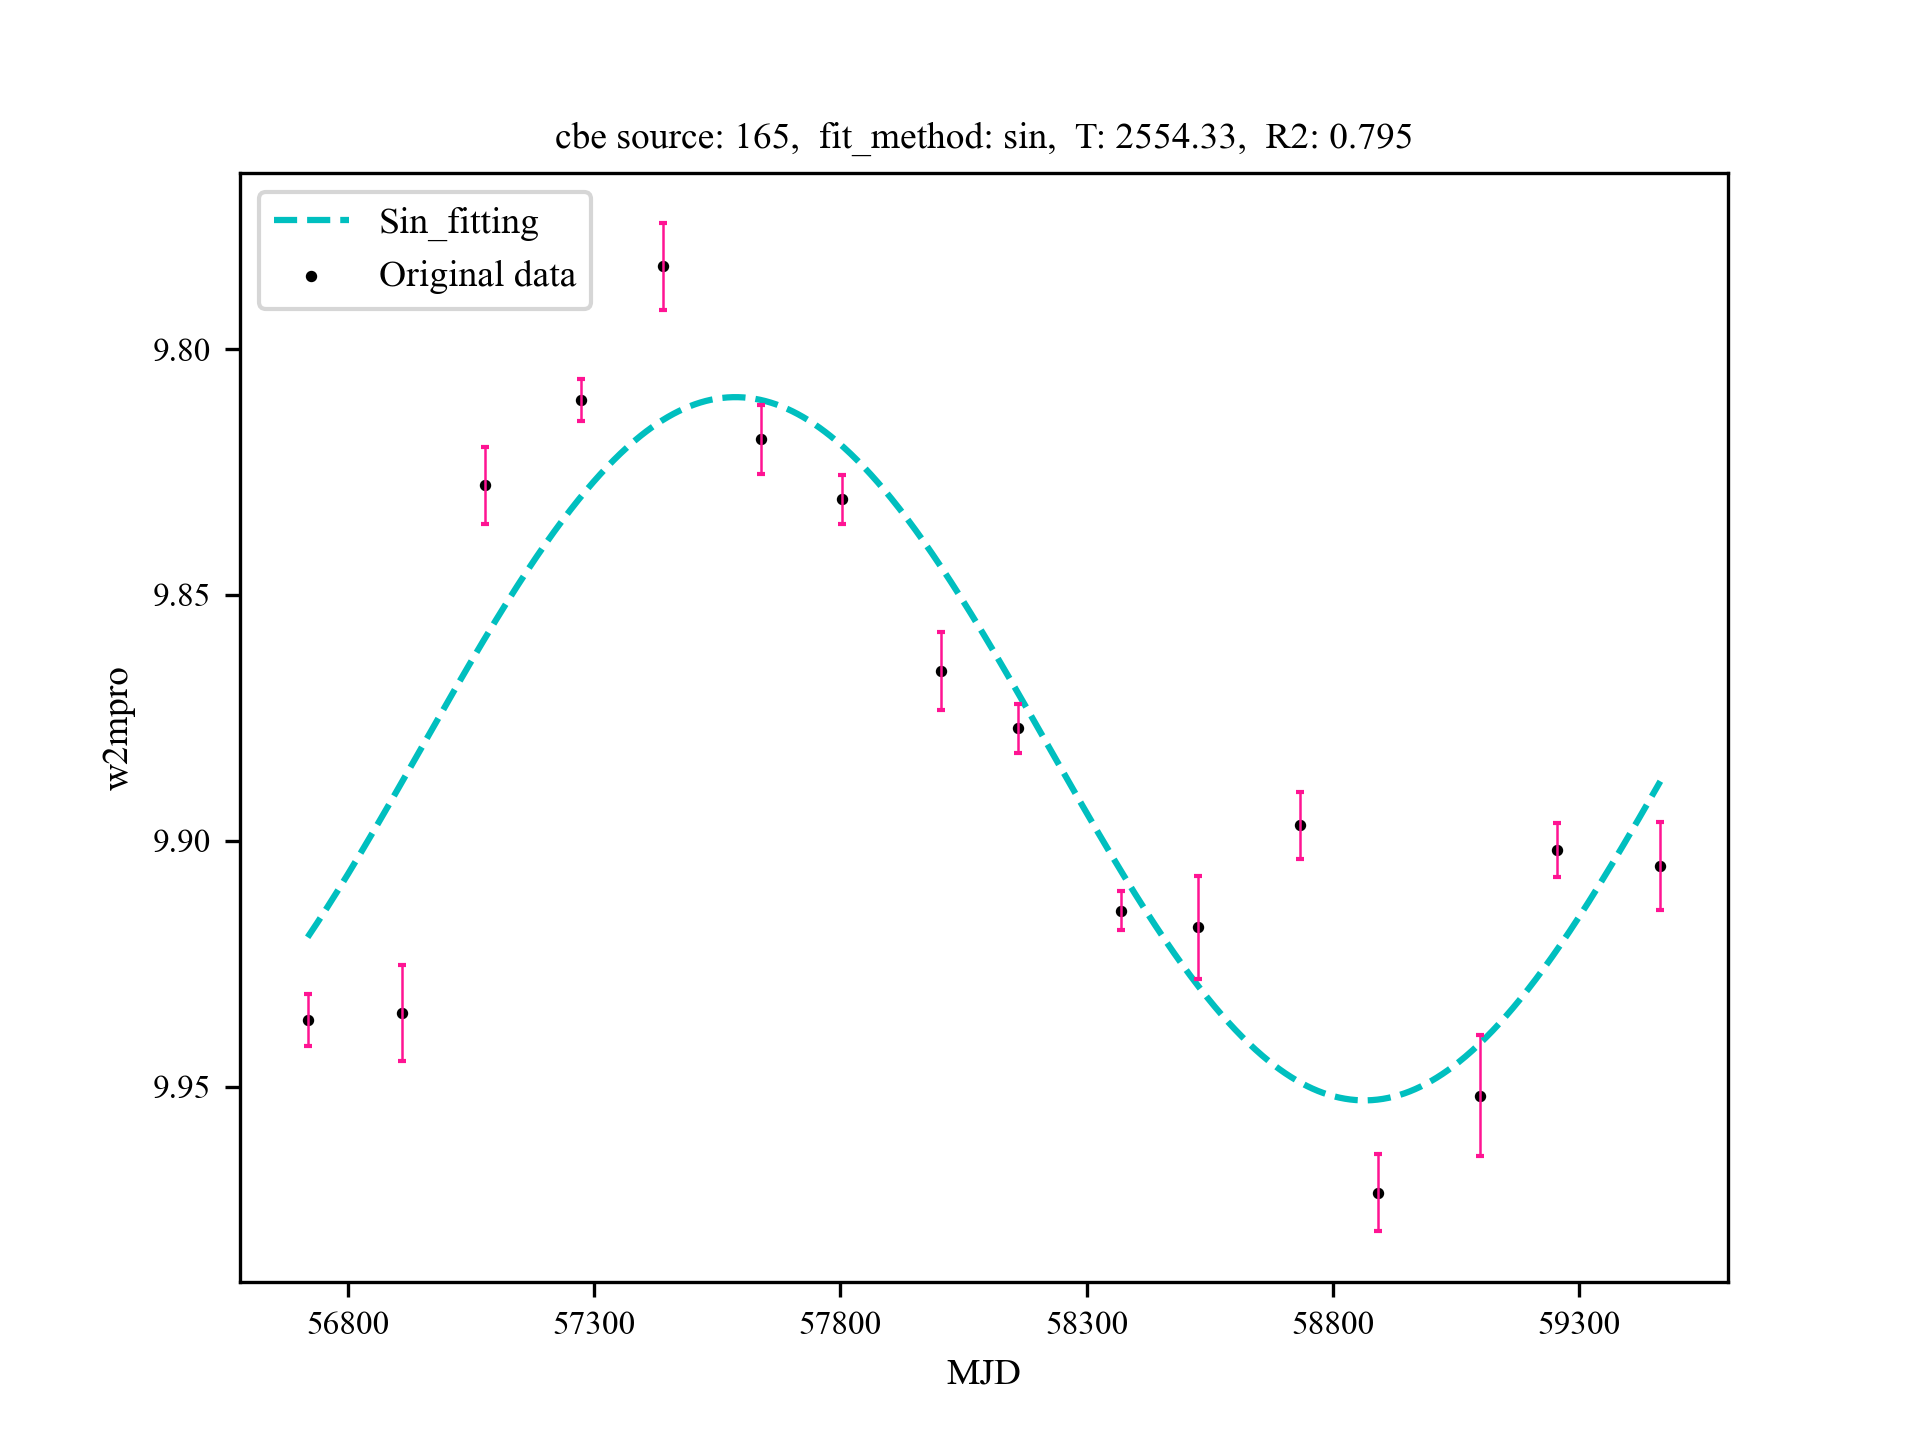 cbe source: 165,  fit_method: sin,  T: 2554.33,  R2: 0.795
Sin_fitting
Original data
9.80
9.85
9.90
9.95
w2mpro
56800 57300 57800 58300 58800 59300
MJD